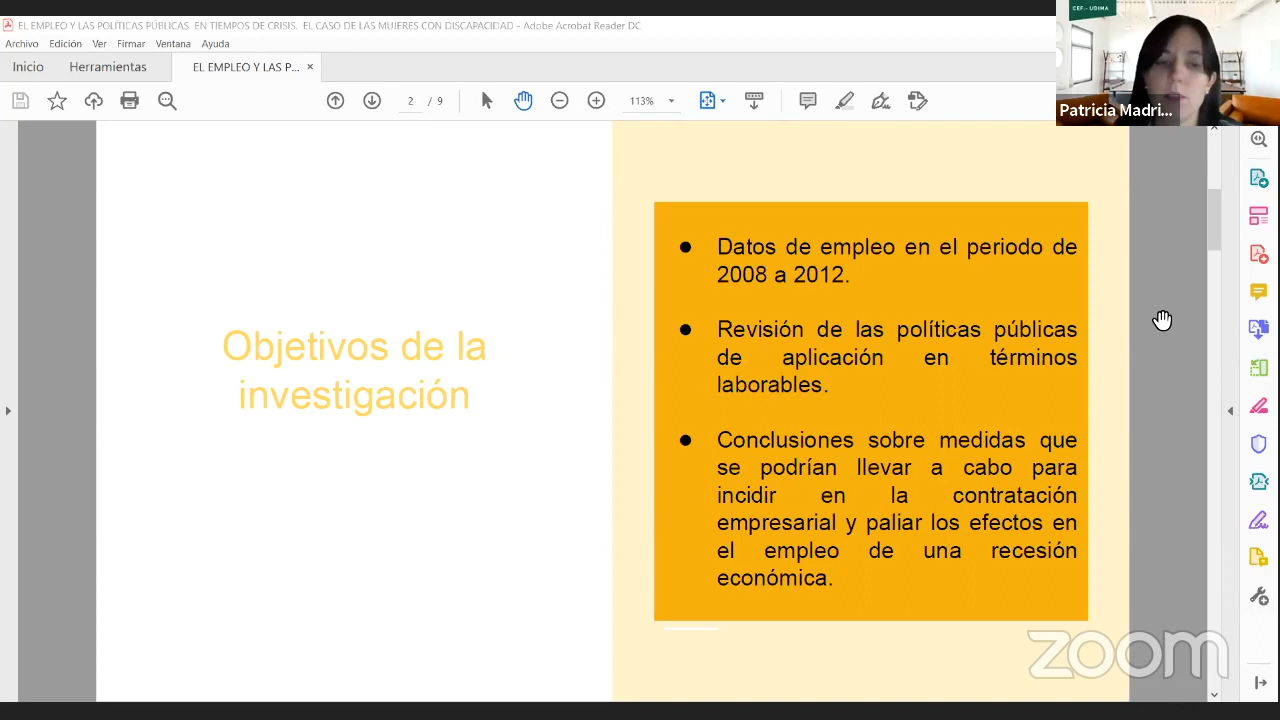 EL EMPLEO Y LAS POLÍTICAS PÚBLICAS EN TIEMPOS DE CRISIS. EL CASO DE LAS MUJERES CON DISCAPACIDAD - Adobe Acrobat Reader DC
Archivo Edición Ver Firmar Ventana Ayuda
Inicio Herramientas EL EMPLEO Y LAS P... ×
9 113%
CEF.- UDIMA
Patricia Madri...
Objetivos de la
investigación
● Datos de empleo en el periodo de
2008 a 2012.
● Revisión de las políticas públicas
de aplicación en términos
laborables.
● Conclusiones sobre medidas que
se podrían llevar a cabo para
incidir en la contratación
empresarial y paliar los efectos en
el empleo de una recesión
económica.
zoom